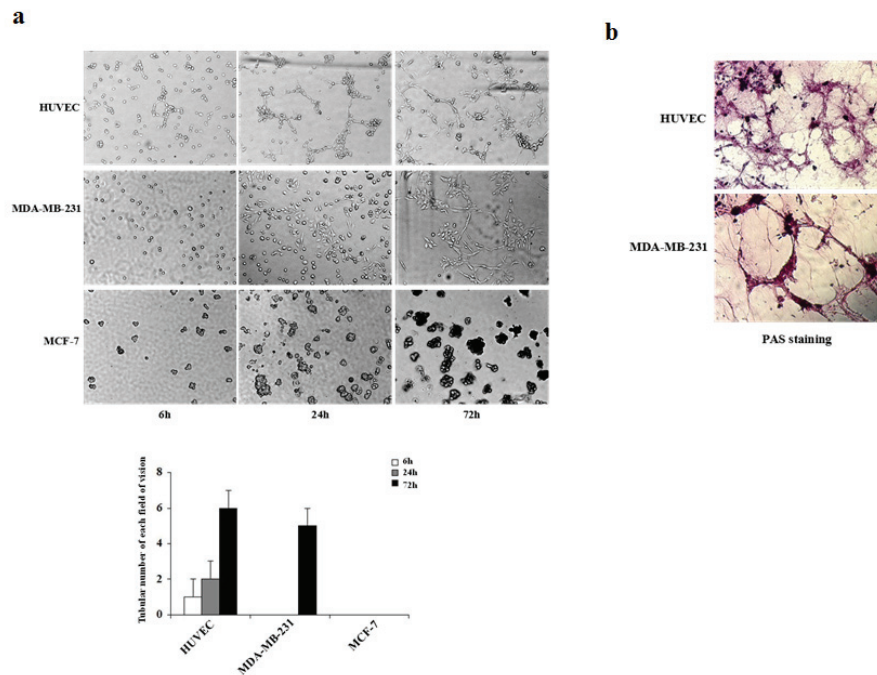 a
HUVEC
MDA-MB-231
MCF-7
6h
24h
72h
b
HUVEC
MDA-MB-231
PAS staining
Tubular number of each field of vision
8
6
4
2
0
6h
24h
72h
HUVEC
MDA-MB-231
MCF-7